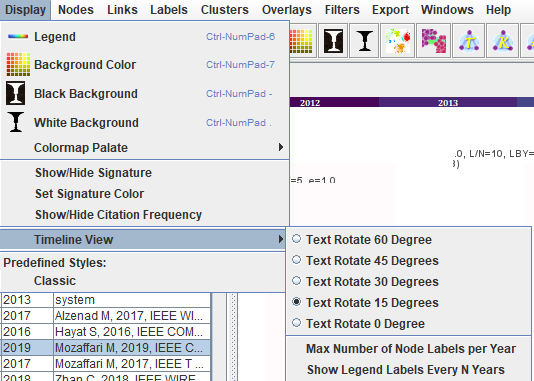 Display Nodes Links Labels Clusters Overlays Filters Export Windows Help
Legend Ctrl-NumPad-6
Background Color Ctrl-NumPad-7
Black Background Ctrl-NumPad -
White Background Ctrl-NumPad .
Colormap Palate
Show/Hide Signature
Set Signature Color
Show/Hide Citation Frequency
Timeline View
Predefined Styles:
Classic
T K
2012 2013
.0, L/N=10, LBY=
3)
=5, e=1.0
Text Rotate 60 Degree
Text Rotate 45 Degrees
Text Rotate 30 Degrees
Text Rotate 15 Degrees
Text Rotate 0 Degree
Max Number of Node Labels per Year
Show Legend Labels Every N Years
2013 system
2017 Alzenad M, 2017, IEEE WI...
2016 Hayat S, 2016, IEEE COM...
2019 Mozaffari M, 2019, IEEE C...
2017 Mozaffari M, 2017, IEEE T ...
2018 Zhan C, 2018, IEEE WIRE